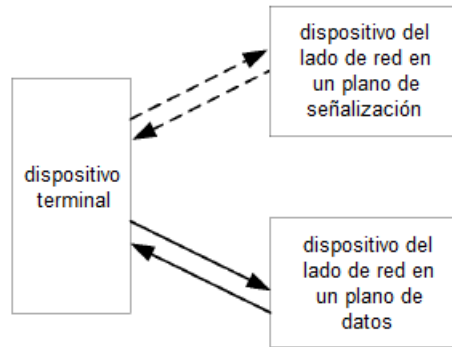 dispositivo del
lado de red en
un plano de
señalización
dispositivo
terminal
dispositivo del
lado de red en
un plano de
datos